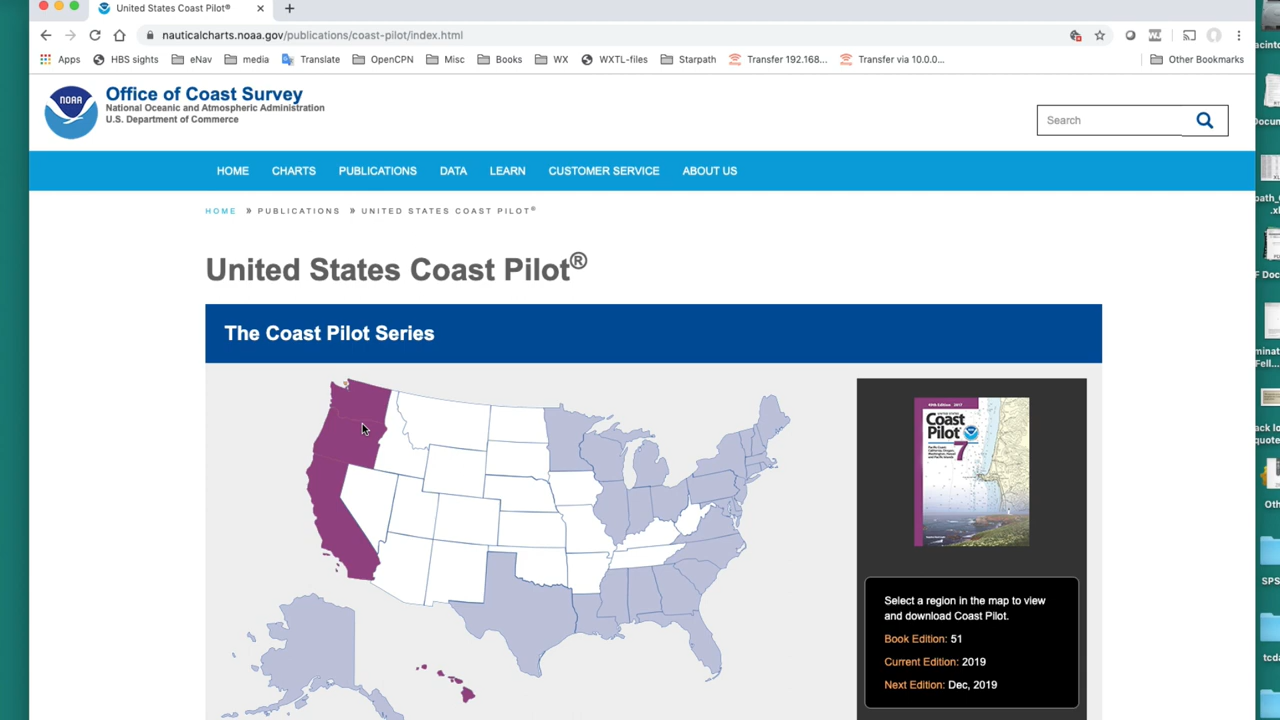 United States Coast Pilot®
nauticalcharts.noaa.gov/publications/coast-pilot/index.html
Apps HBS sights eNav media Translate OpenCPN Misc Books WX WXTL-files Starpath Transfer 192.168... Transfer via 10.0.0... Other Bookmarks
NOAA
Office of Coast Survey
National Oceanic and Atmospheric Administration
U.S. Department of Commerce
Search
HOME CHARTS PUBLICATIONS DATA LEARN CUSTOMER SERVICE ABOUT US
HOME » PUBLICATIONS » UNITED STATES COAST PILOT®
United States Coast Pilot®
The Coast Pilot Series
Coast
Pilot
7
Select a region in the map to view
and download Coast Pilot.
Book Edition: 51
Current Edition: 2019
Next Edition: Dec, 2019